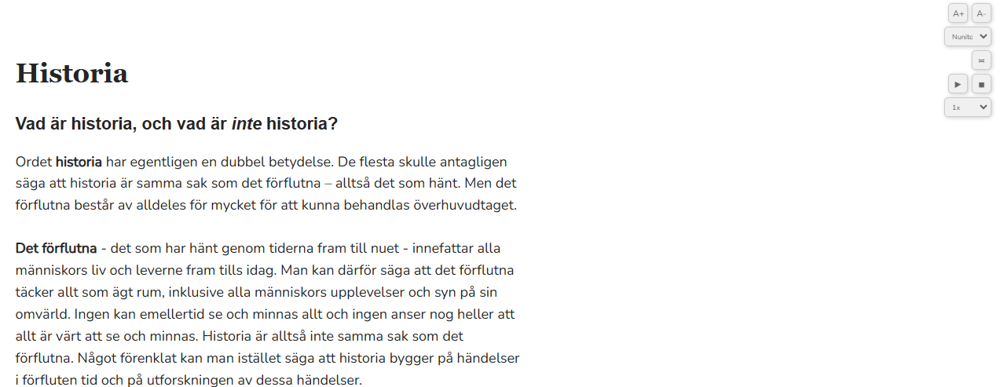 A+ A-
Nunito
≍
▶ ■
1x
Historia
Vad är historia, och vad är inte historia?
Ordet historia har egentligen en dubbel betydelse. De flesta skulle antagligen
säga att historia är samma sak som det förflutna – alltså det som hänt. Men det
förflutna består av alldeles för mycket för att kunna behandlas överhuvudtaget.
Det förflutna - det som har hänt genom tiderna fram till nuet - innefattar alla
människors liv och leverne fram tills idag. Man kan därför säga att det förflutna
täcker allt som ägt rum, inklusive alla människors upplevelser och syn på sin
omvärld. Ingen kan emellertid se och minnas allt och ingen anser nog heller att
allt är värt att se och minnas. Historia är alltså inte samma sak som det
förflutna. Något förenklat kan man istället säga att historia bygger på händelser
i förfluten tid och på utforskningen av dessa händelser.